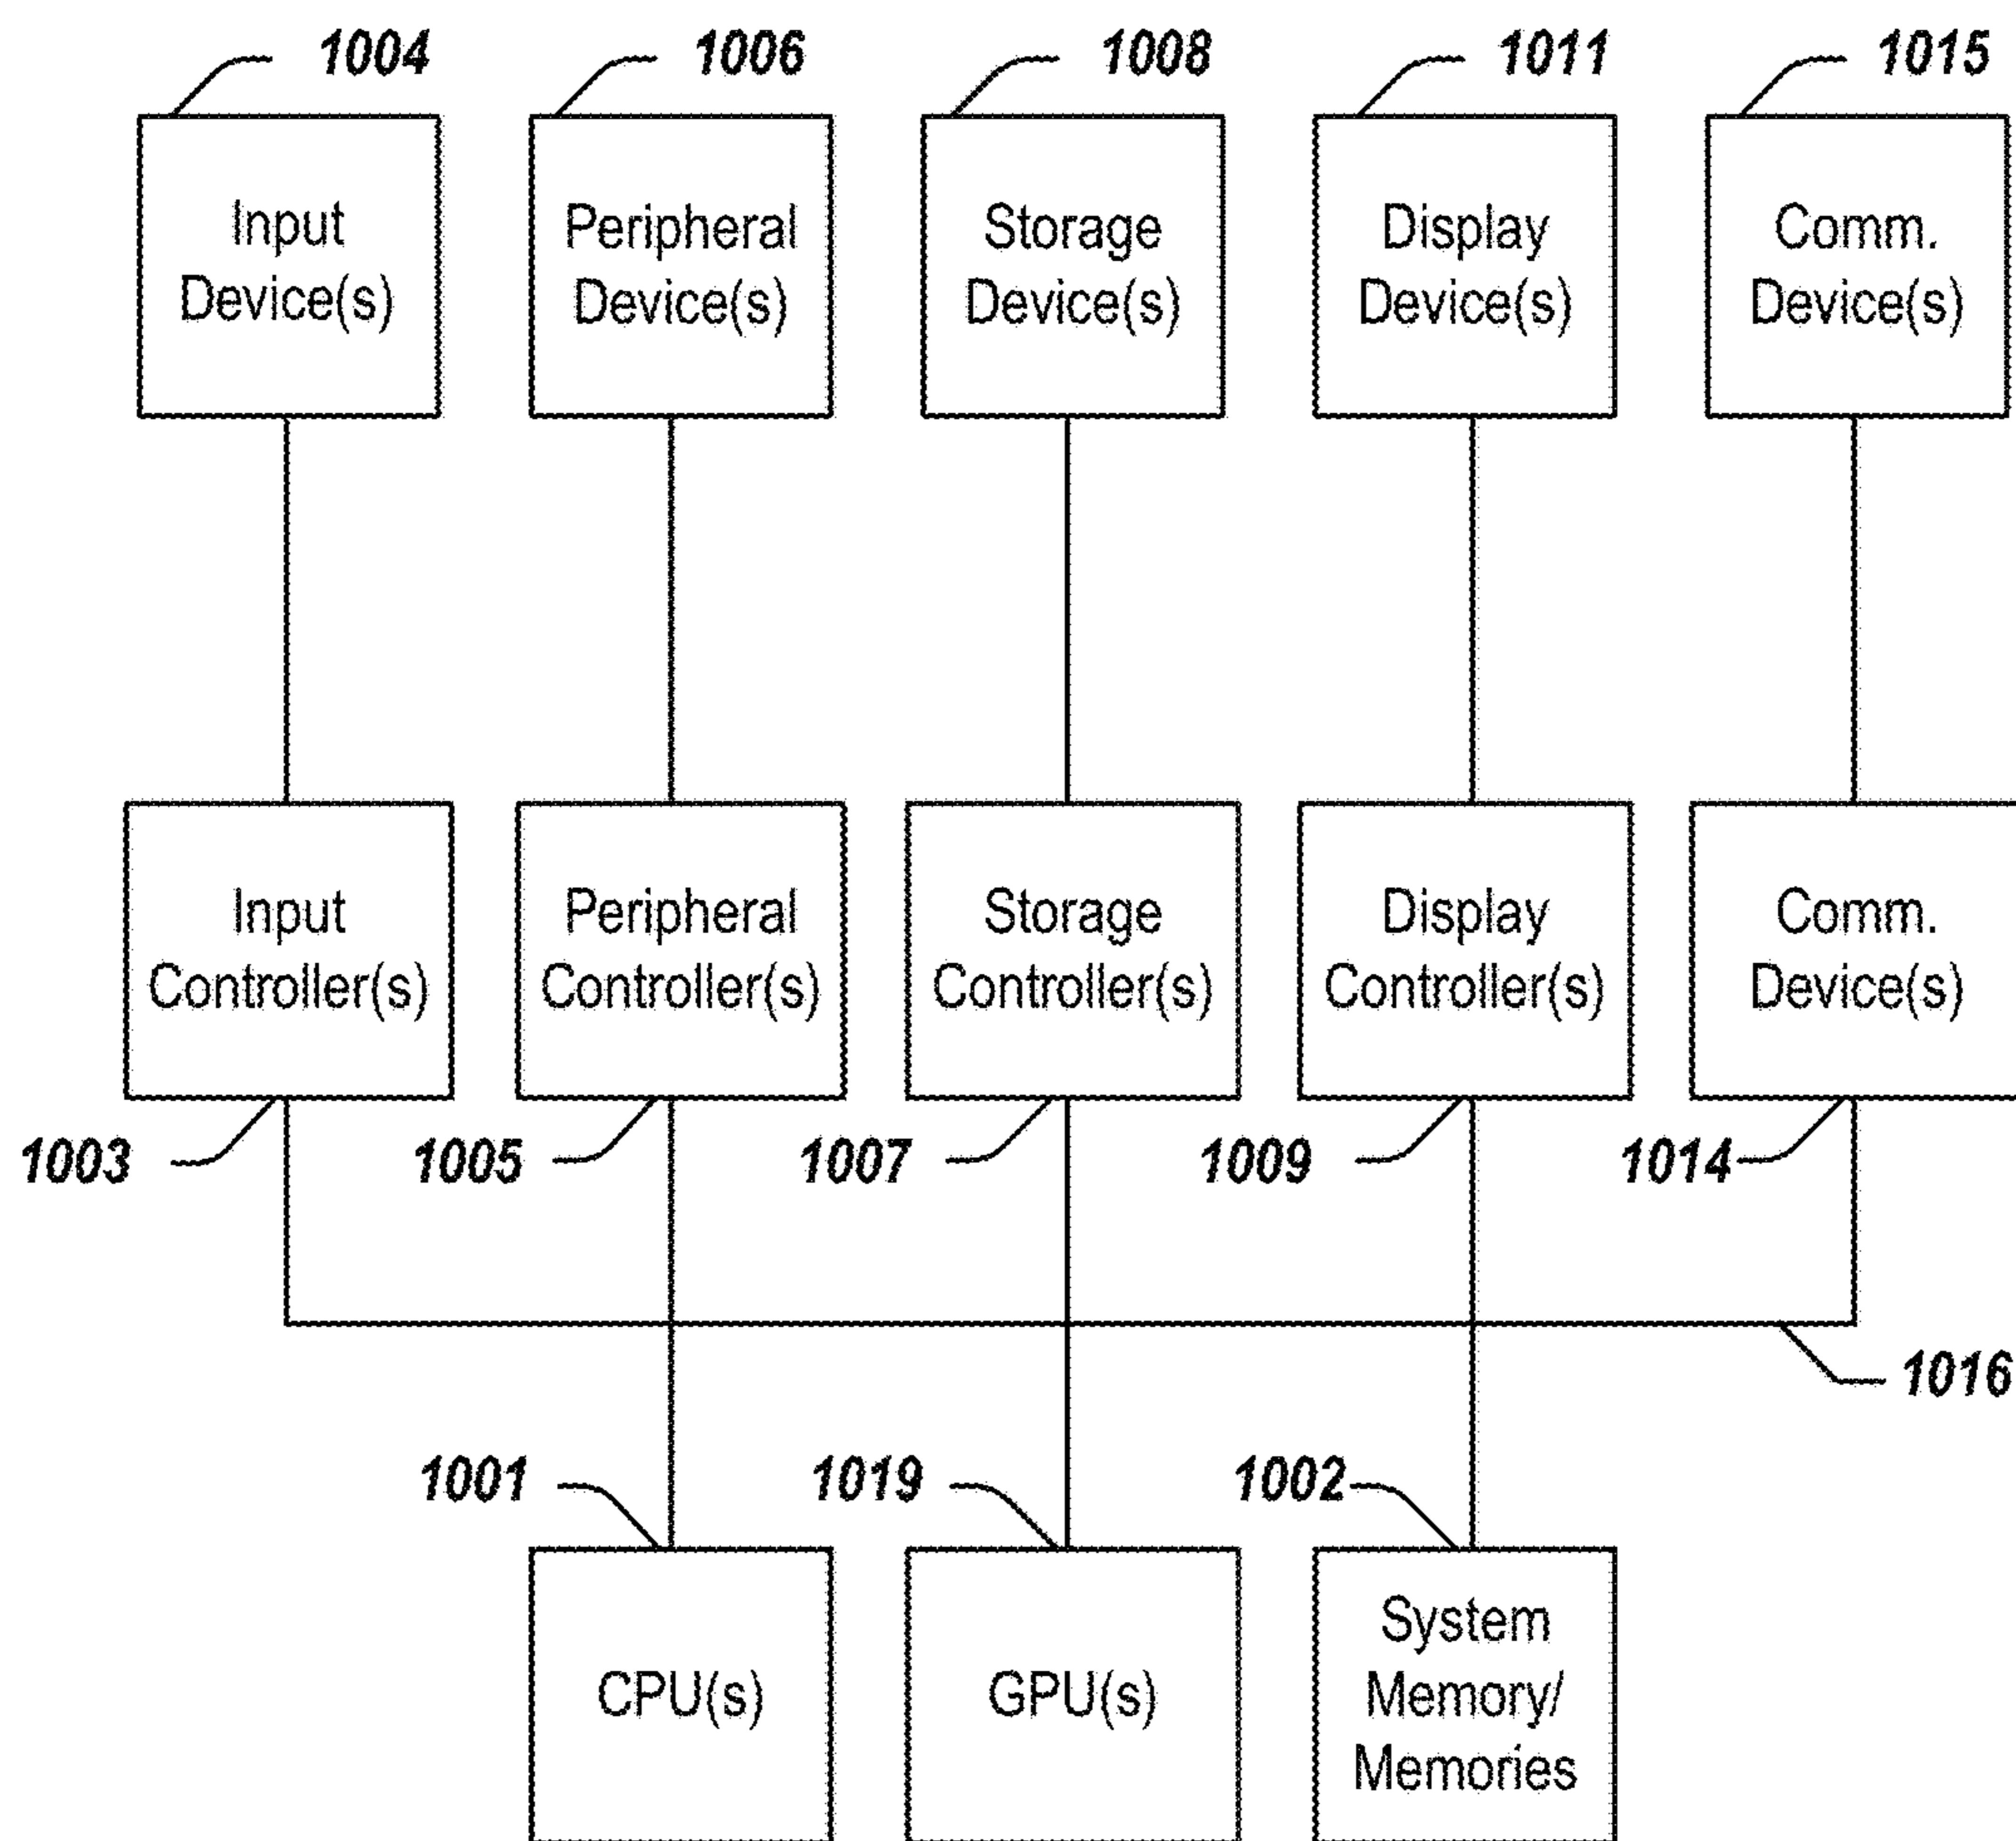 1004 1006 1008 1011 1015
Input
Device(s)
Peripheral
Device(s)
Storage
Device(s)
Display
Device(s)
Comm.
Device(s)
Input
Controller(s)
Peripheral
Controller(s)
Storage
Controller(s)
Display
Controller(s)
Comm.
Device(s)
1003 1005 1007 1009 1014
1016
1001 1019 1002
CPU(s)
GPU(s)
System
Memory/
Memories